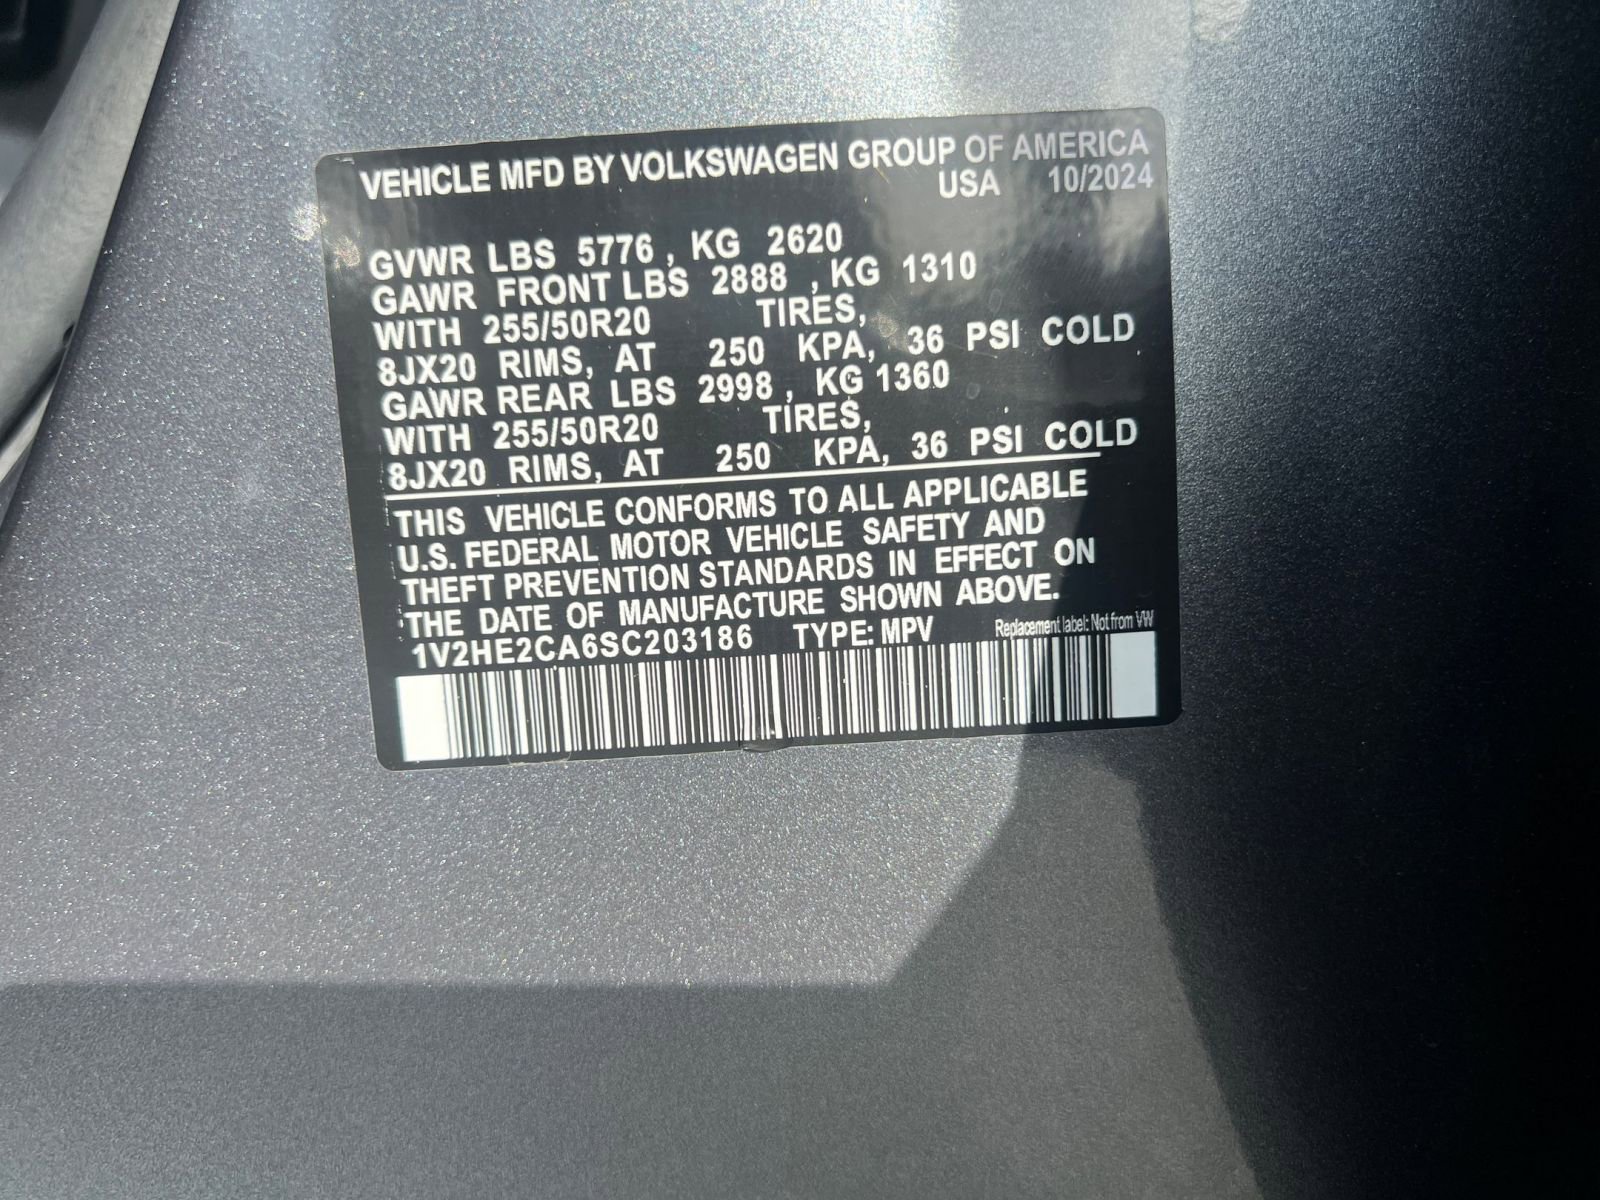 VEHICLE MFD BY VOLKSWAGEN GROUP OF AMERICA
USA 10/2024
GVWR LBS 5776 , KG 2620
GAWR FRONT LBS 2888 , KG 1310
WITH 255/50R20 TIRES,
8JX20 RIMS, AT 250 KPA, 36 PSI COLD
GAWR REAR LBS 2998 , KG 1360
WITH 255/50R20 TIRES,
8JX20 RIMS, AT 250 KPA, 36 PSI COLD
THIS VEHICLE CONFORMS TO ALL APPLICABLE
U.S. FEDERAL MOTOR VEHICLE SAFETY AND
THEFT PREVENTION STANDARDS IN EFFECT ON
THE DATE OF MANUFACTURE SHOWN ABOVE.
1V2HE2CA6SC203186 TYPE: MPV Replacement label: Not from VW